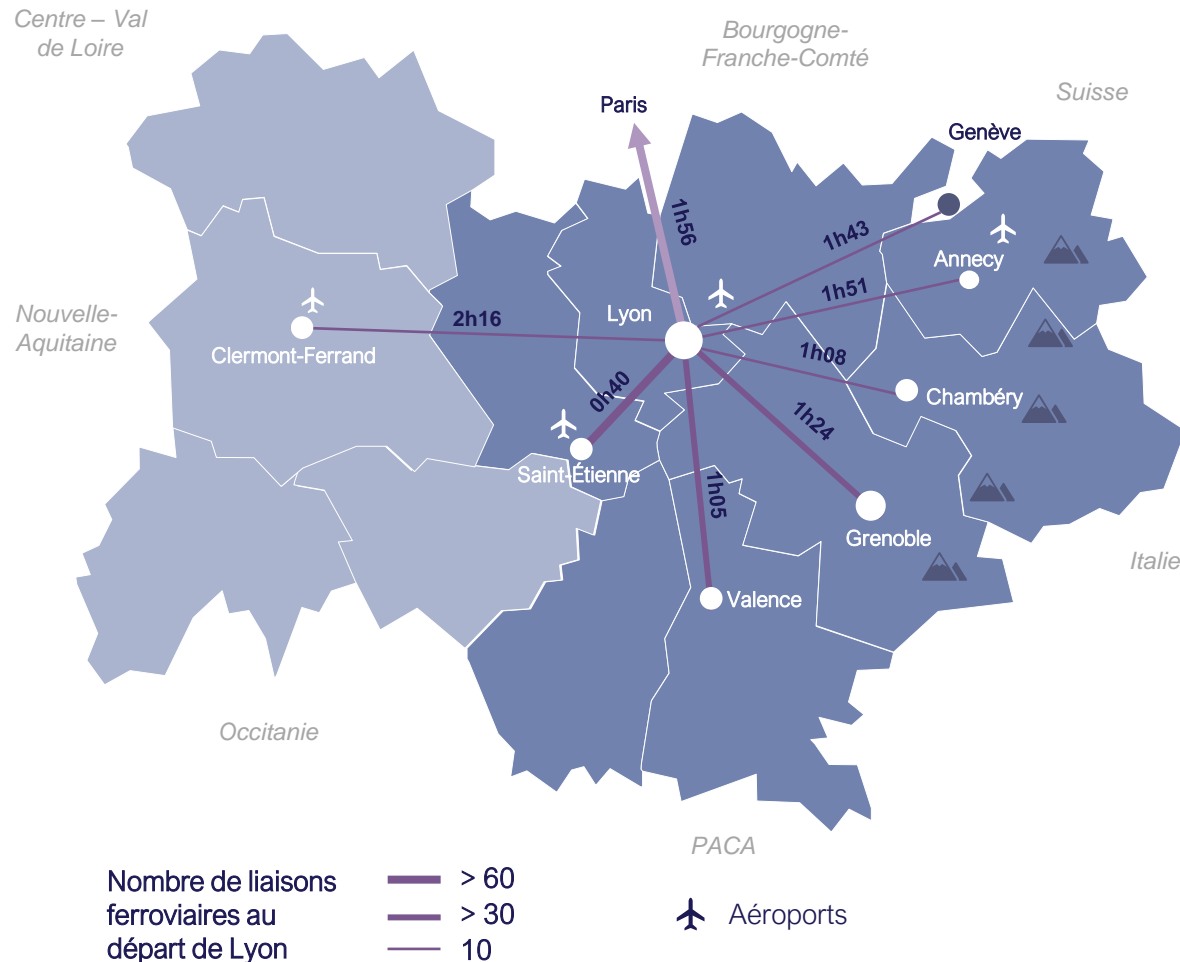 Centre – Val
de Loire
Bourgogne-
Franche-Comté
Suisse
Paris
Genève
1h56
1h43
Annecy
1h51
Nouvelle-
Aquitaine
Lyon
2h16
Clermont-Ferrand
1h08
0h40
Chambéry
1h24
Saint-Étienne
1h05
Grenoble
Italie
Valence
Occitanie
PACA
Nombre de liaisons
ferroviaires au
départ de Lyon
> 60
> 30
10
Aéroports